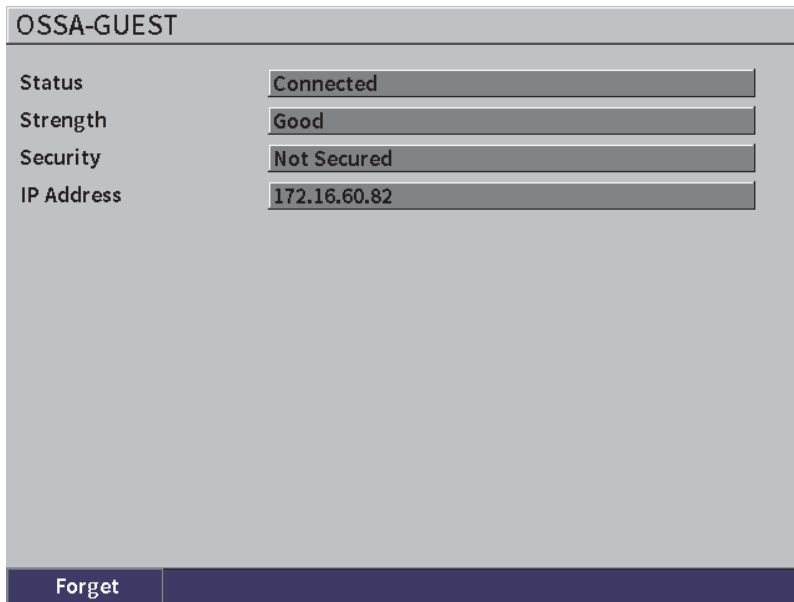 OSSA-GUEST
Status Connected
Strength Good
Security Not Secured
IP Address 172.16.60.82
Forget